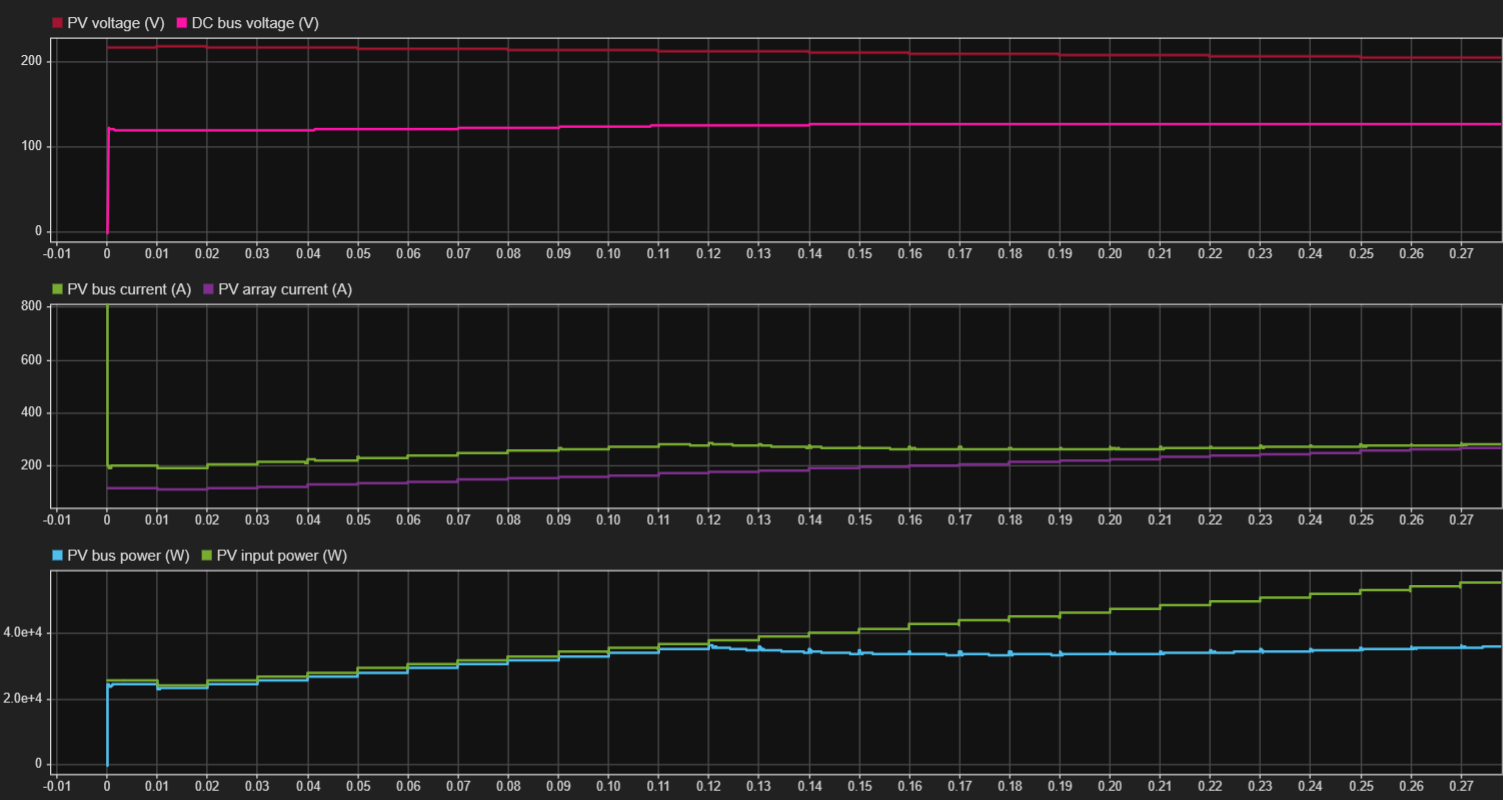 PV voltage (V) DC bus voltage (V)
200
100
0
-0.01 0 0.01 0.02 0.03 0.04 0.05 0.06 0.07 0.08 0.09 0.10 0.11 0.12 0.13 0.14 0.15 0.16 0.17 0.18 0.19 0.20 0.21 0.22 0.23 0.24 0.25 0.26 0.27
PV bus current (A) PV array current (A)
800
600
400
200
-0.01 0 0.01 0.02 0.03 0.04 0.05 0.06 0.07 0.08 0.09 0.10 0.11 0.12 0.13 0.14 0.15 0.16 0.17 0.18 0.19 0.20 0.21 0.22 0.23 0.24 0.25 0.26 0.27
PV bus power (W) PV input power (W)
4.0e+4
2.0e+4
0
-0.01 0 0.01 0.02 0.03 0.04 0.05 0.06 0.07 0.08 0.09 0.10 0.11 0.12 0.13 0.14 0.15 0.16 0.17 0.18 0.19 0.20 0.21 0.22 0.23 0.24 0.25 0.26 0.27